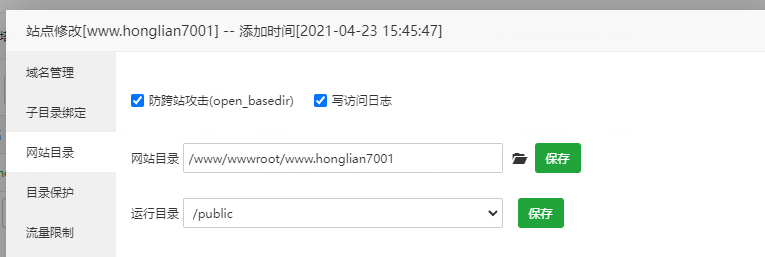 站点修改[www.honglian7001] -- 添加时间[2021-04-23 15:45:47]
域名管理
子目录绑定
防跨站攻击(open_basedir) 写访问日志
网站目录
网站目录 /www/wwwroot/www.honglian7001 保存
目录保护
运行目录 /public 保存
流量限制